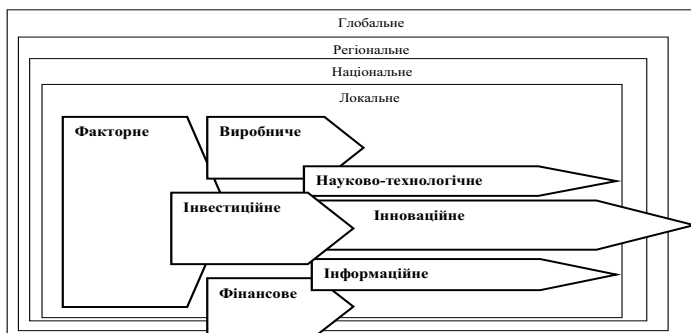 Глобальне
Регіональне
Національне
Локальне
Факторне
Виробниче
Науково-технологічне
Інвестиційне
Інноваційне
Інформаційне
Фінансове